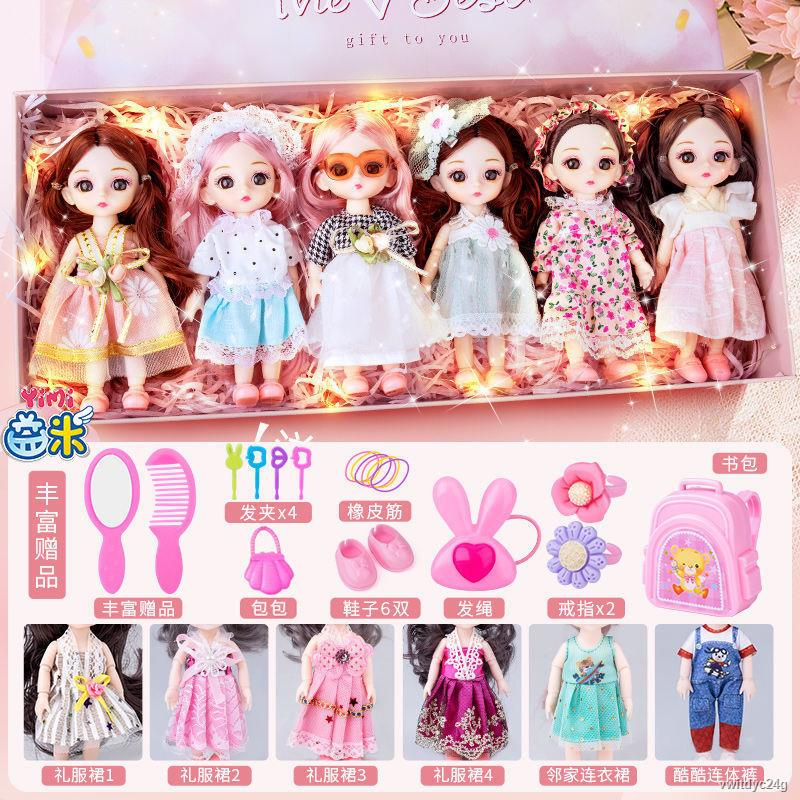 The ♥ Best
gift to you
YiMi
丰富赠品
发夹x4
橡皮筋
书包
丰富赠品
包包
鞋子6双
发绳
戒指x2
礼服裙1
礼服裙2
礼服裙3
礼服裙4
邻家连衣裙
酷酷连体裤
vwitdyc24g